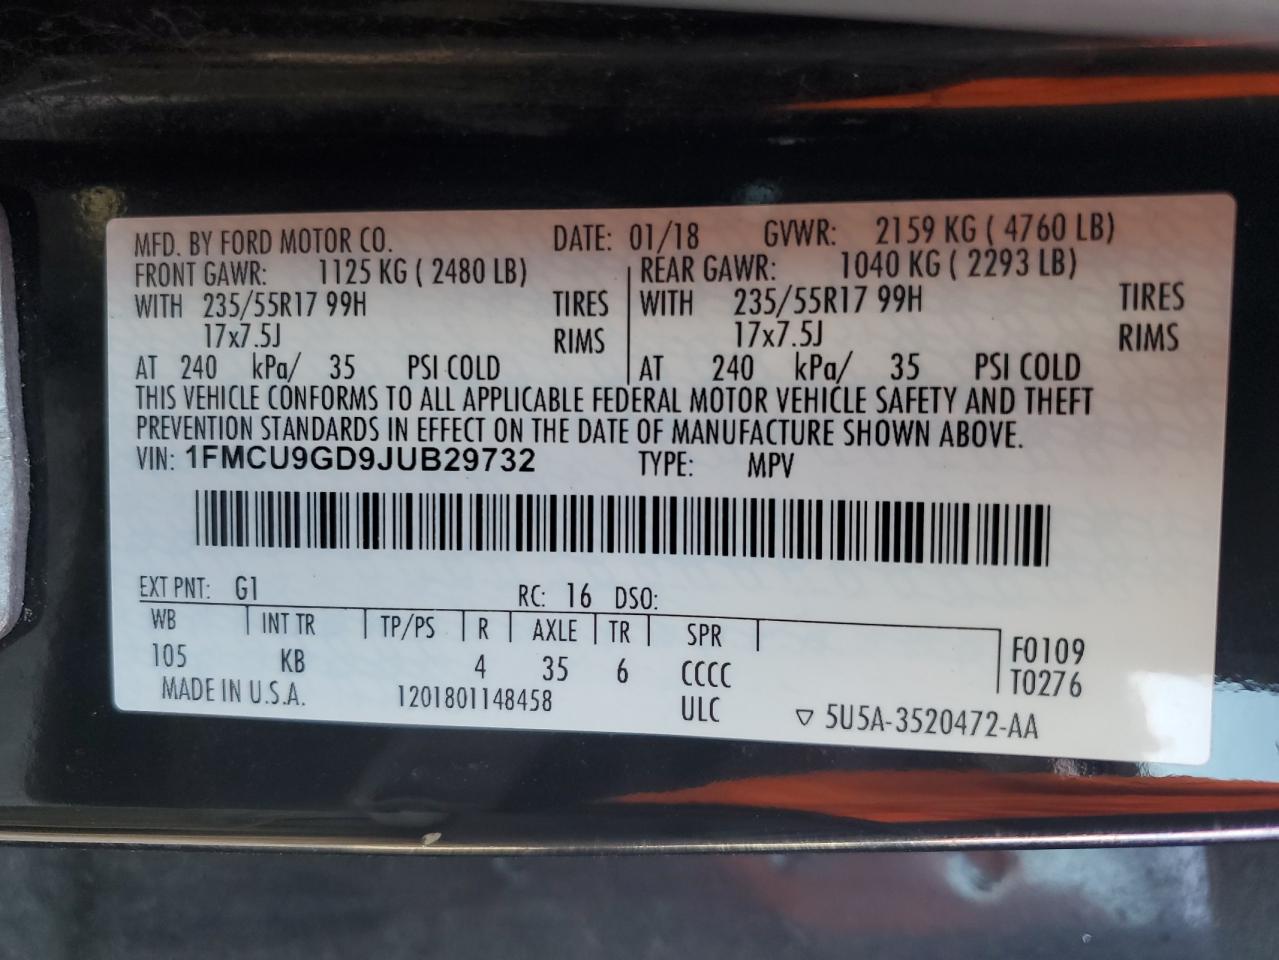 MFD. BY FORD MOTOR CO. DATE: 01/18 GVWR: 2159 KG ( 4760 LB)
FRONT GAWR: 1125 KG ( 2480 LB) REAR GAWR: 1040 KG ( 2293 LB)
WITH 235/55R17 99H TIRES WITH 235/55R17 99H TIRES
17x7.5J RIMS 17x7.5J RIMS
AT 240 kPa/ 35 PSI COLD AT 240 kPa/ 35 PSI COLD
THIS VEHICLE CONFORMS TO ALL APPLICABLE FEDERAL MOTOR VEHICLE SAFETY AND THEFT
PREVENTION STANDARDS IN EFFECT ON THE DATE OF MANUFACTURE SHOWN ABOVE.
VIN: 1FMCU9GD9JUB29732 TYPE: MPV
EXT PNT: G1 RC: 16 DSO:
WB INT TR TP/PS R AXLE TR SPR F0109
105 KB 4 35 6 CCCC T0276
MADE IN U.S.A. 1201801148458 ULC ▽ 5U5A-3520472-AA